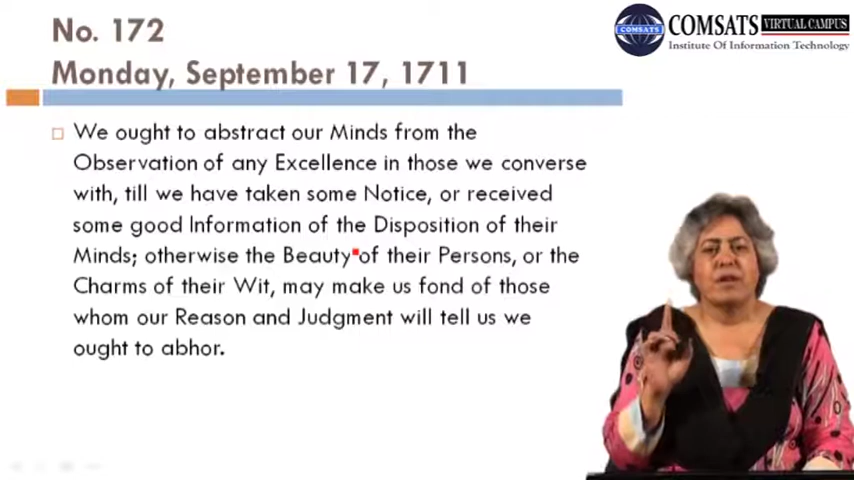 No. 172
Monday, September 17, 1711
COMSATS VIRTUAL CAMPUS
Institute Of Information Technology
COMSATS
We ought to abstract our Minds from the
Observation of any Excellence in those we converse
with, till we have taken some Notice, or received
some good Information of the Disposition of their
Minds; otherwise the Beauty of their Persons, or the
Charms of their Wit, may make us fond of those
whom our Reason and Judgment will tell us we
ought to abhor.